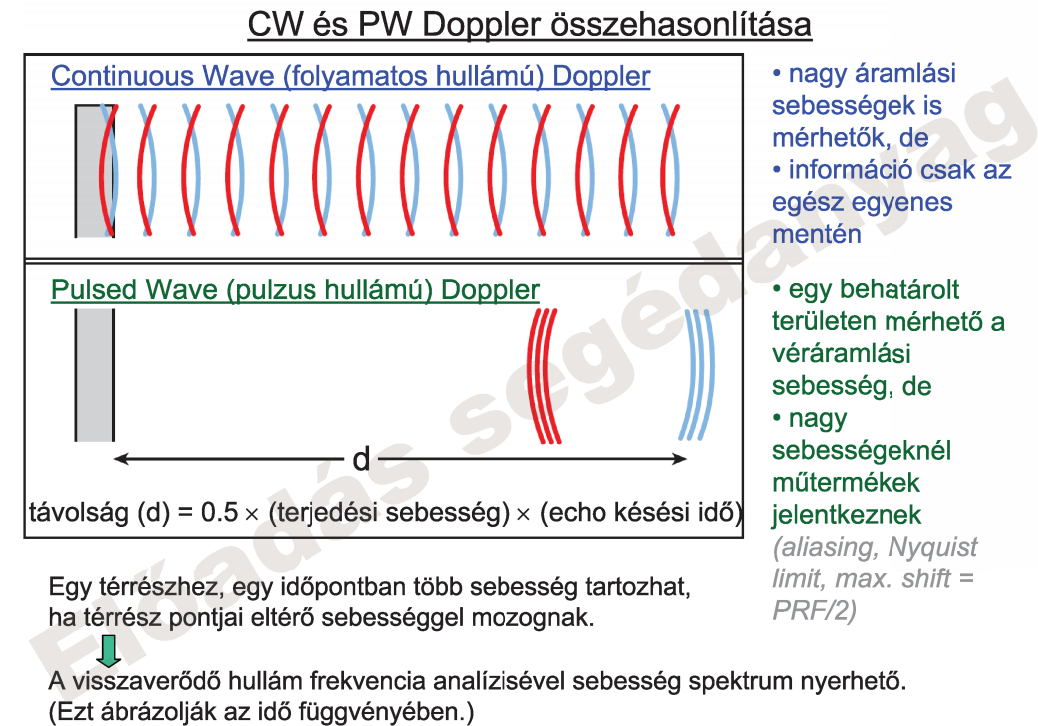 CW és PW Doppler összehasonlítása
Continuous Wave (folyamatos hullámú) Doppler
• nagy áramlási
sebességek is
mérhetők, de
• információ csak az
egész egyenes
mentén
Pulsed Wave (pulzus hullámú) Doppler
d
távolság (d) = 0.5 × (terjedési sebesség) × (echo késési idő)
• egy behatárolt
területen mérhető a
véráramlási
sebesség, de
• nagy
sebességeknél
műtermékek
jelentkeznek
(aliasing, Nyquist
limit, max. shift =
PRF/2)
Egy térrészhez, egy időpontban több sebesség tartozhat,
ha térrész pontjai eltérő sebességgel mozognak.
A visszaverődő hullám frekvencia analízisével sebesség spektrum nyerhető.
(Ezt ábrázolják az idő függvényében.)
Előadás segédanyag